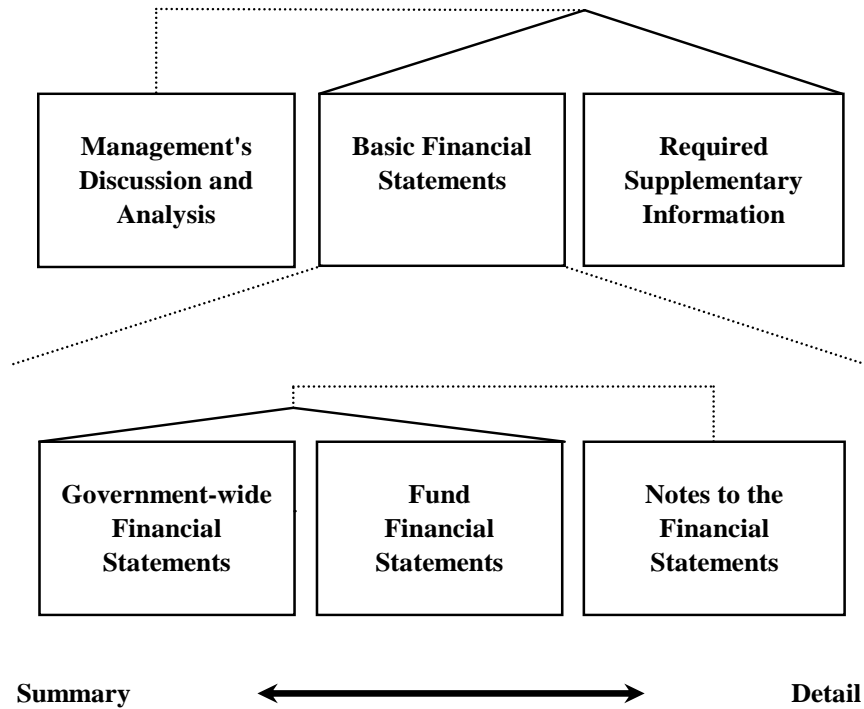 Management's
Discussion and
Analysis
Basic Financial
Statements
Required
Supplementary
Information
Government-wide
Financial
Statements
Fund
Financial
Statements
Notes to the
Financial
Statements
Summary
Detail